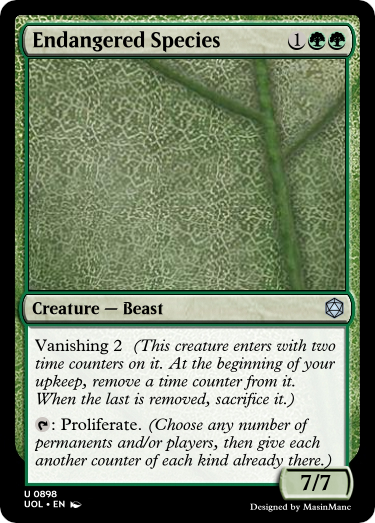 Endangered Species 1
Creature — Beast
Vanishing 2 (This creature enters with two
time counters on it. At the beginning of your
upkeep, remove a time counter from it.
When the last is removed, sacrifice it.)
: Proliferate. (Choose any number of
permanents and/or players, then give each
another counter of each kind already there.)
7/7
U 0898
UOL • EN
Designed by MasinManc